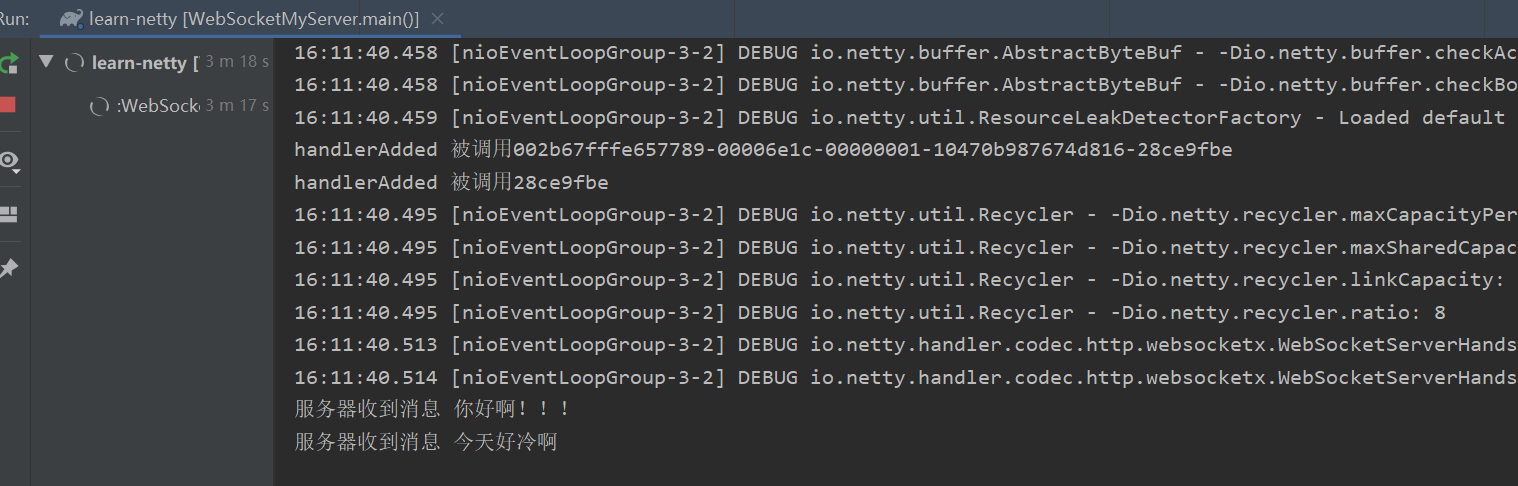 Run: learn-netty [WebSocketMyServer.main()]
learn-netty [ 3 m 18 s
:WebSock 3 m 17 s
16:11:40.458 [nioEventLoopGroup-3-2] DEBUG io.netty.buffer.AbstractByteBuf - -Dio.netty.buffer.checkAc
16:11:40.458 [nioEventLoopGroup-3-2] DEBUG io.netty.buffer.AbstractByteBuf - -Dio.netty.buffer.checkBo
16:11:40.459 [nioEventLoopGroup-3-2] DEBUG io.netty.util.ResourceLeakDetectorFactory - Loaded default
handlerAdded 被调用002b67fffe657789-00006e1c-00000001-10470b987674d816-28ce9fbe
handlerAdded 被调用28ce9fbe
16:11:40.495 [nioEventLoopGroup-3-2] DEBUG io.netty.util.Recycler - -Dio.netty.recycler.maxCapacityPer
16:11:40.495 [nioEventLoopGroup-3-2] DEBUG io.netty.util.Recycler - -Dio.netty.recycler.maxSharedCapac
16:11:40.495 [nioEventLoopGroup-3-2] DEBUG io.netty.util.Recycler - -Dio.netty.recycler.linkCapacity:
16:11:40.495 [nioEventLoopGroup-3-2] DEBUG io.netty.util.Recycler - -Dio.netty.recycler.ratio: 8
16:11:40.513 [nioEventLoopGroup-3-2] DEBUG io.netty.handler.codec.http.websocketx.WebSocketServerHands
16:11:40.514 [nioEventLoopGroup-3-2] DEBUG io.netty.handler.codec.http.websocketx.WebSocketServerHands
服务器收到消息 你好啊！！！
服务器收到消息 今天好冷啊